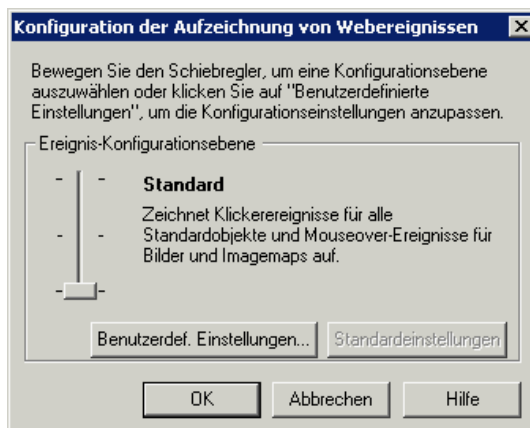 Konfiguration der Aufzeichnung von Webereignissen
Bewegen Sie den Schiebregler, um eine Konfigurationsebene
auszuwählen oder klicken Sie auf "Benutzerdefinierte
Einstellungen", um die Konfigurationseinstellungen anzupassen.
Ereignis-Konfigurationsebene
Standard
Zeichnet Klickerereignisse für alle
Standardobjekte und Mouseover-Ereignisse für
Bilder und Imagemaps auf.
Benutzerdef. Einstellungen... Standardeinstellungen
OK Abbrechen Hilfe